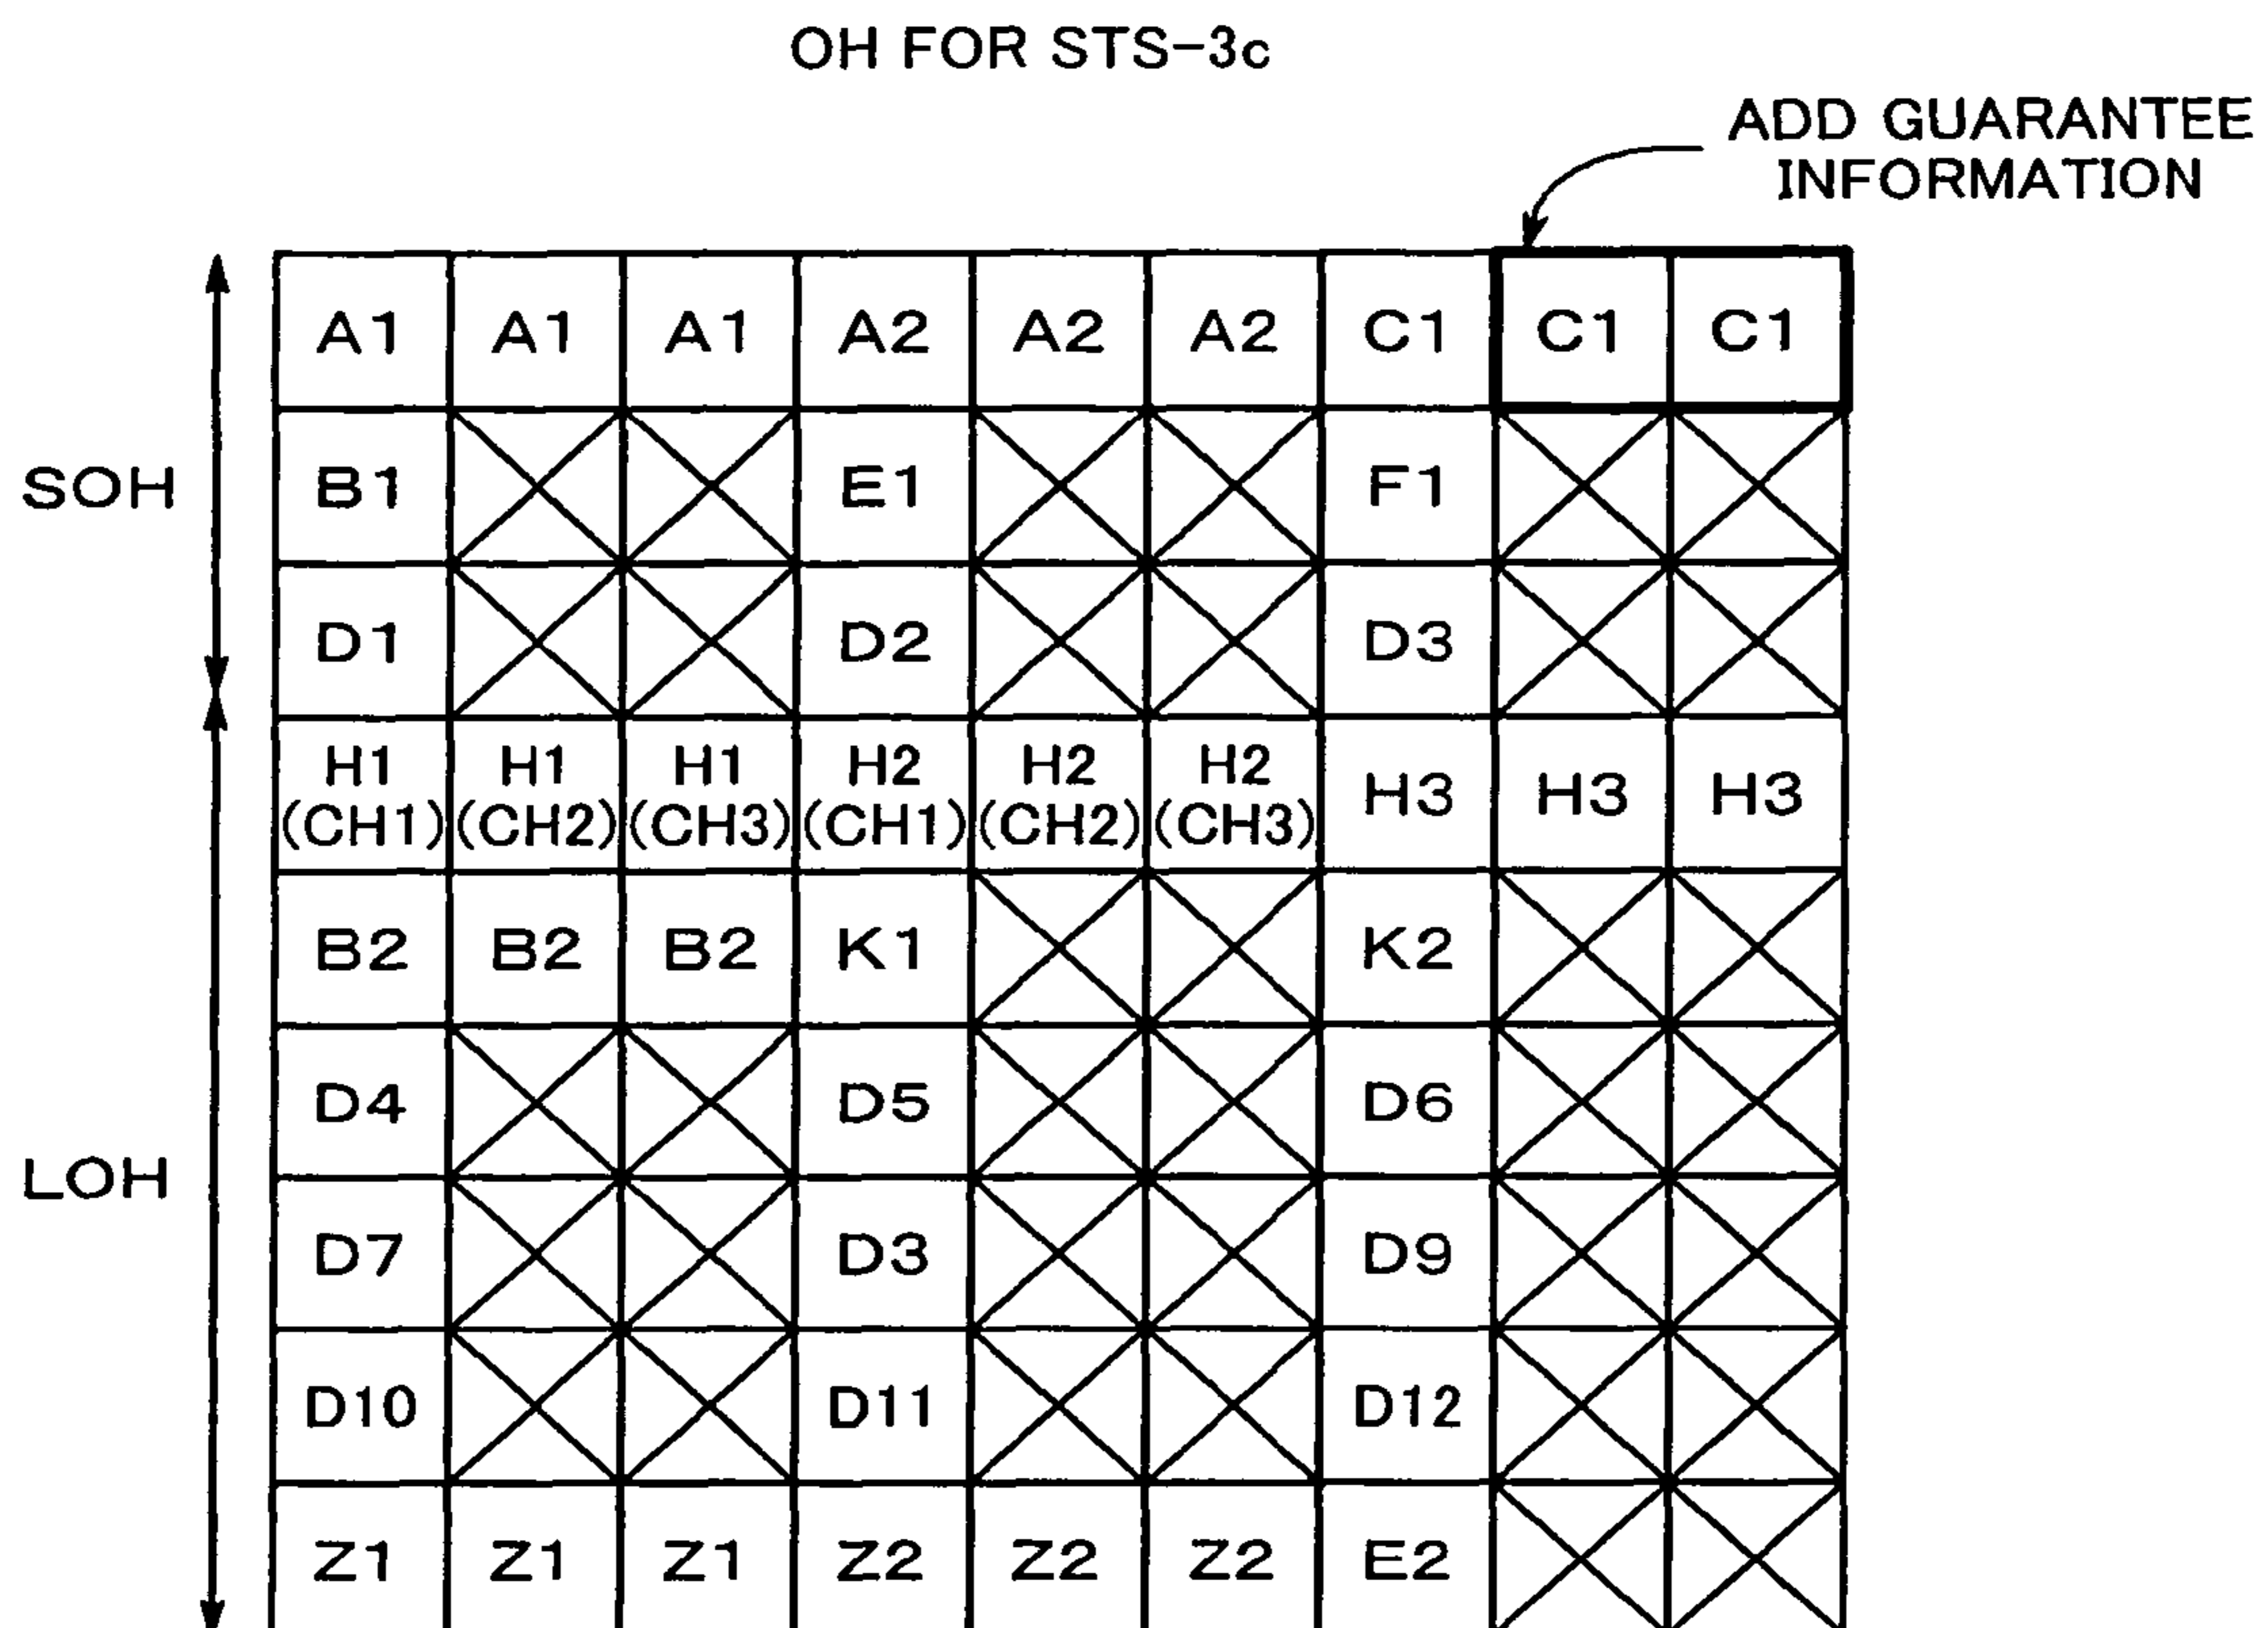 OH FOR STS-3c
ADD GUARANTEE
INFORMATION
A1 A1 A1 A2 A2 A2 C1 C1 C1
SOH
B1 E1 F1
D1 D2 D3
H1 H1 H1 H2 H2 H2 H3 H3 H3
(CH1) (CH2) (CH3) (CH1) (CH2) (CH3)
B2 B2 B2 K1 K2
D4 D5 D6
LOH
D7 D3 D9
D10 D11 D12
Z1 Z1 Z1 Z2 Z2 Z2 E2